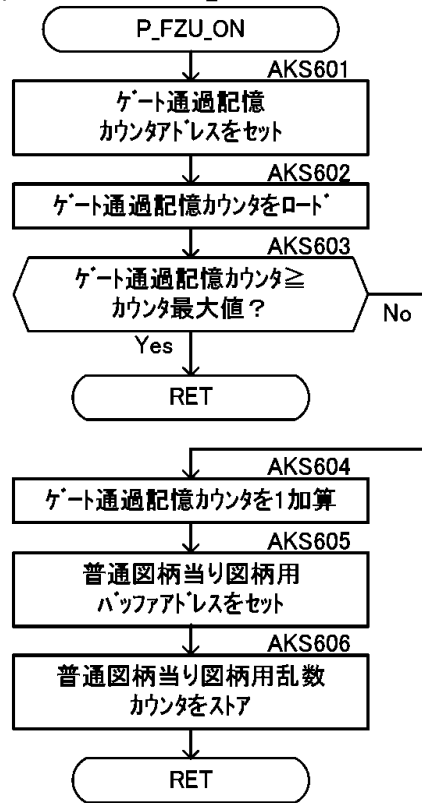 P_FZU_ON
AKS601
ゲート通過記憶
カウンタアドレスをセット
AKS602
ゲート通過記憶カウンタをロード
AKS603
ゲート通過記憶カウンタ≧
カウンタ最大値？
No
Yes
RET
AKS604
ゲート通過記憶カウンタを1加算
AKS605
普通図柄当り図柄用
バッファアドレスをセット
AKS606
普通図柄当り図柄用乱数
カウンタをストア
RET